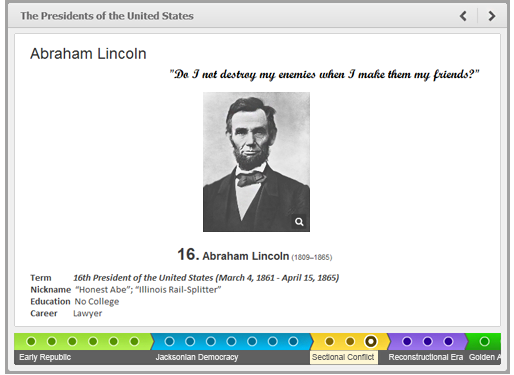 The Presidents of the United States
Abraham Lincoln
"Do I not destroy my enemies when I make them my friends?"
16. Abraham Lincoln (1809–1865)
Term 16th President of the United States (March 4, 1861 - April 15, 1865)
Nickname "Honest Abe"; "Illinois Rail-Splitter"
Education No College
Career Lawyer
Early Republic Jacksonian Democracy Sectional Conflict Reconstructional Era Golden A